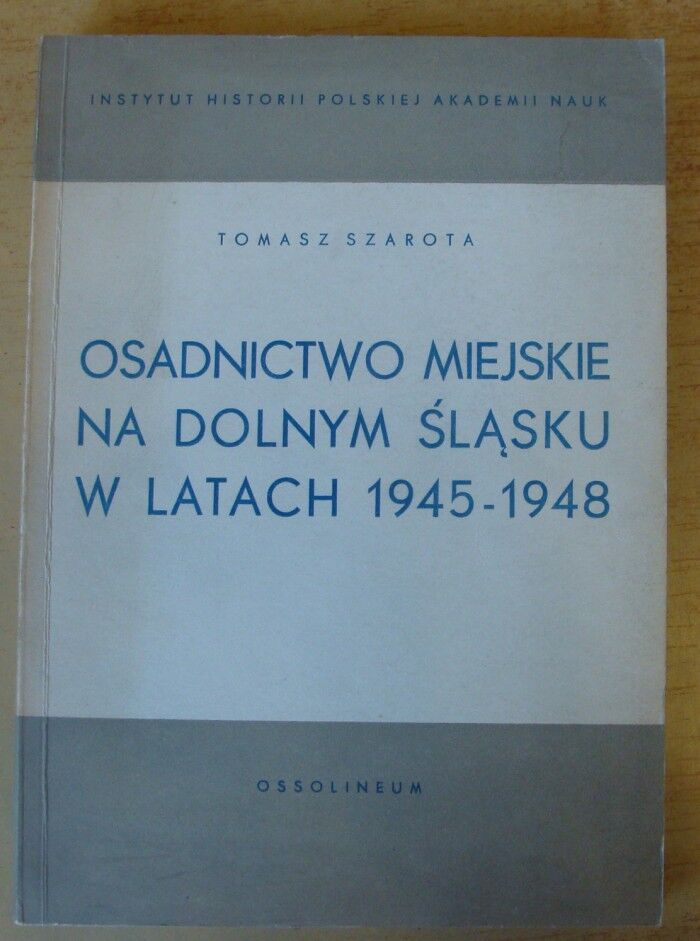 INSTYTUT HISTORII POLSKIEJ AKADEMII NAUK
TOMASZ SZAROTA
OSADNICTWO MIEJSKIE
NA DOLNYM ŚLĄSKU
W LATACH 1945-1948
OSSOLINEUM